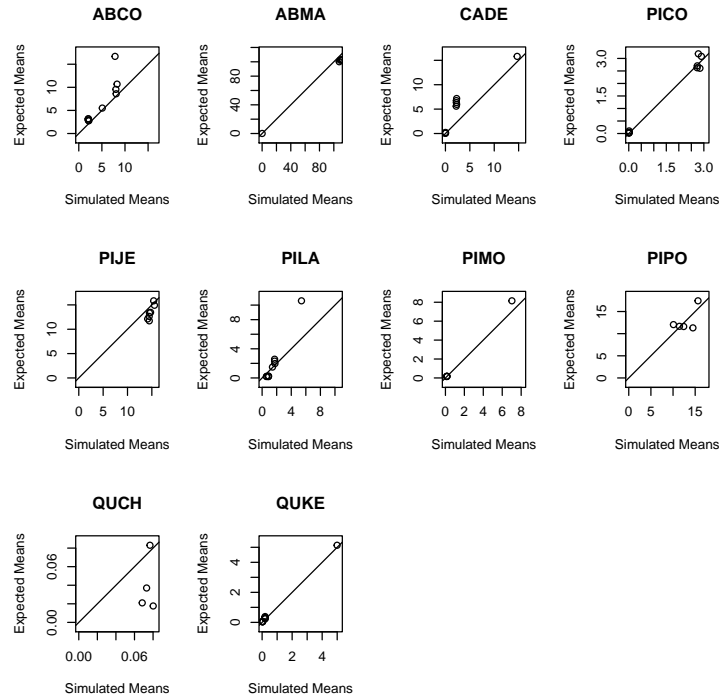 ABCO
Expected Means
10
5
0
0 5 10
Simulated Means
ABMA
Expected Means
80
40
0
0 40 80
Simulated Means
CADE
Expected Means
10
5
0
0 5 10
Simulated Means
PICO
Expected Means
3.0
1.5
0.0
0.0 1.5 3.0
Simulated Means
PIJE
Expected Means
10
5
0
0 5 10
Simulated Means
PILA
Expected Means
8
4
0
0 4 8
Simulated Means
PIMO
Expected Means
8
6
4
2
0
0 2 4 6 8
Simulated Means
PIPO
Expected Means
15
5
0
0 5 15
Simulated Means
QUCH
Expected Means
0.06
0.00
0.00 0.06
Simulated Means
QUKE
Expected Means
4
2
0
0 2 4
Simulated Means